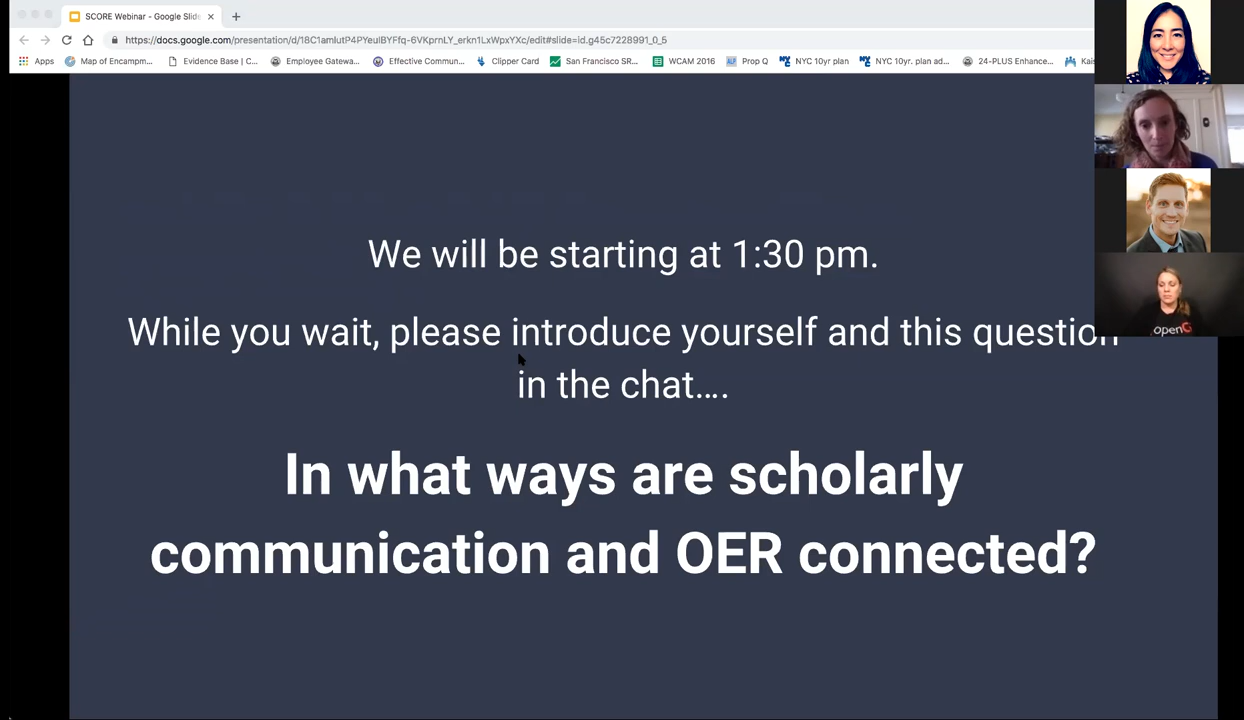 SCORE Webinar - Google Slide
https://docs.google.com/presentation/d/18C1amlutP4PYeulBYFfq-6VKprnLY_erkn1LxWpxYXc/edit#slide=id.g45c7228991_0_5
Apps Map of Encampm... Evidence Base | C... Employee Gatewa... Effective Commun... Clipper Card San Francisco SR... WCAM 2016 Prop Q NYC 10yr plan NYC 10yr. plan ad... 24-PLUS Enhance...
We will be starting at 1:30 pm.
While you wait, please introduce yourself and this question
in the chat....
In what ways are scholarly
communication and OER connected?